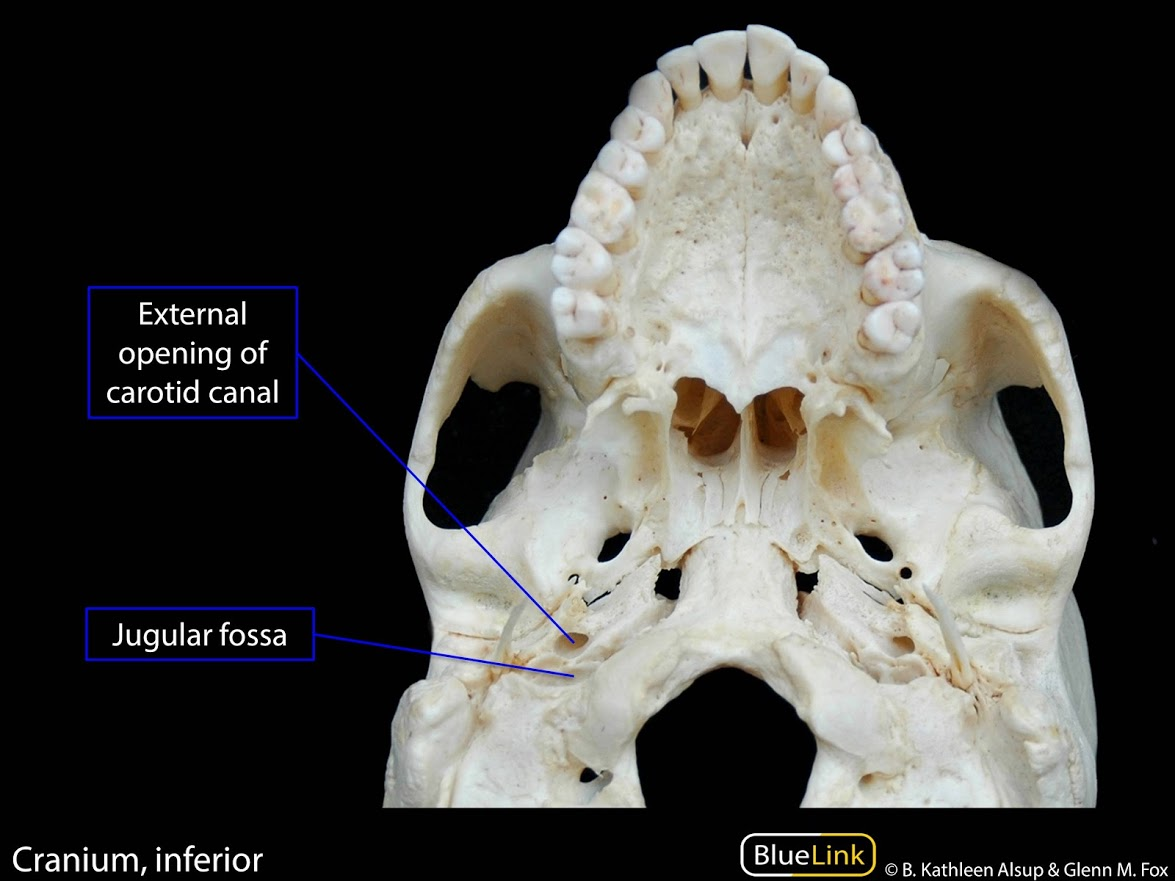 External
opening of
carotid canal
Jugular fossa
Cranium, inferior
BlueLink
© B. Kathleen Alsup & Glenn M. Fox